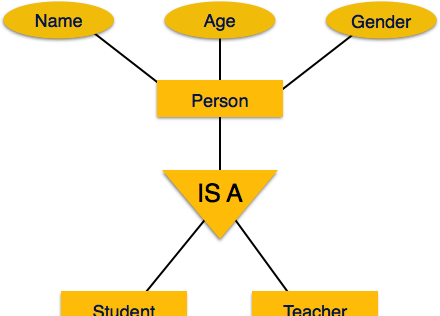 Name
Age
Gender
Person
IS A
Student
Teacher